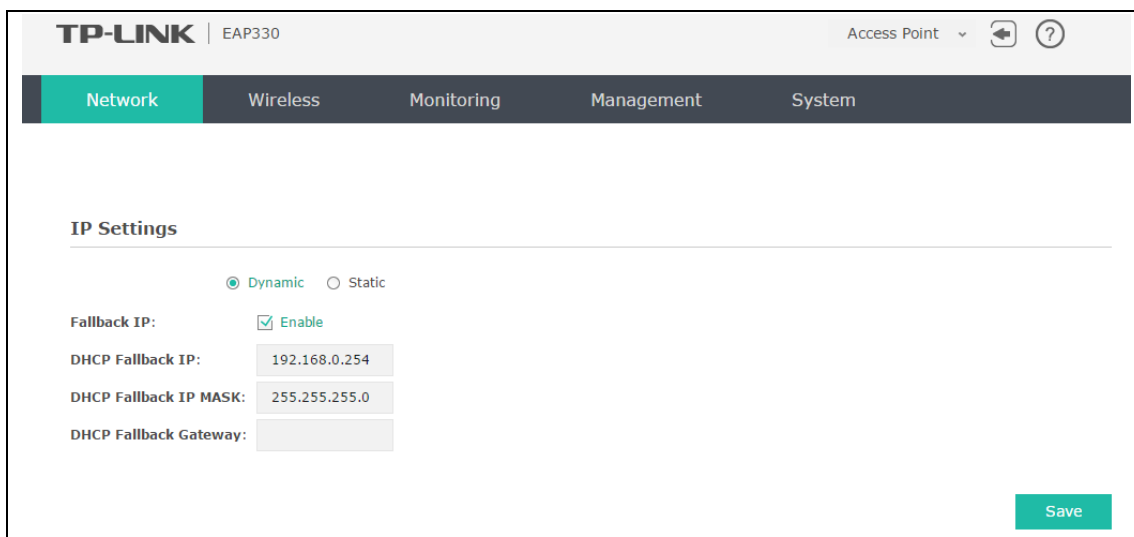 TP-LINK | EAP330 Access Point ?
Network Wireless Monitoring Management System
IP Settings
Dynamic Static
Fallback IP: Enable
DHCP Fallback IP: 192.168.0.254
DHCP Fallback IP MASK: 255.255.255.0
DHCP Fallback Gateway:
Save